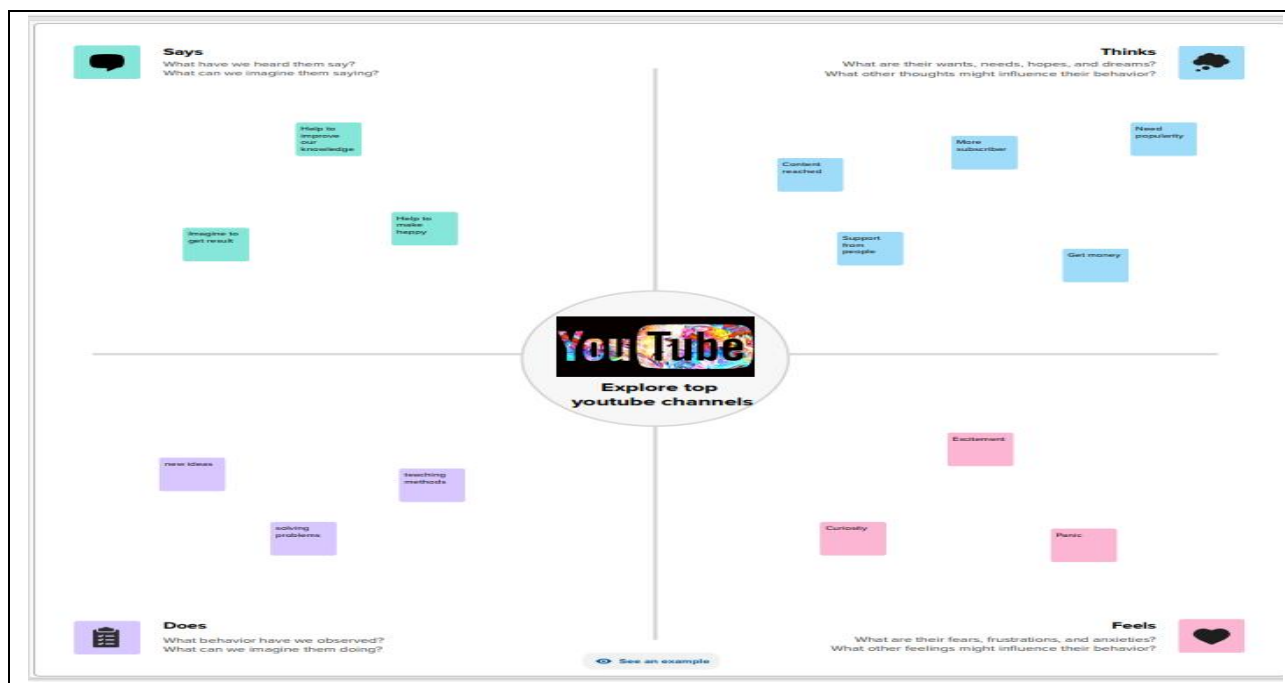 Says
What have we heard them say?
What can we imagine them saying?
Thinks
What are their wants, needs, hopes, and dreams?
What other thoughts might influence their behavior?
Help to
improve
our
knowledge
Imagine to
get result
Help to
make
happy
Content
reached
More
subscriber
Need
popularity
Support
from
people
Get money
YouTube
Explore top
youtube channels
new ideas
teaching
methods
solving
problems
Excitement
Curiosity
Panic
Does
What behavior have we observed?
What can we imagine them doing?
Feels
What are their fears, frustrations, and anxieties?
What other feelings might influence their behavior?
See an example